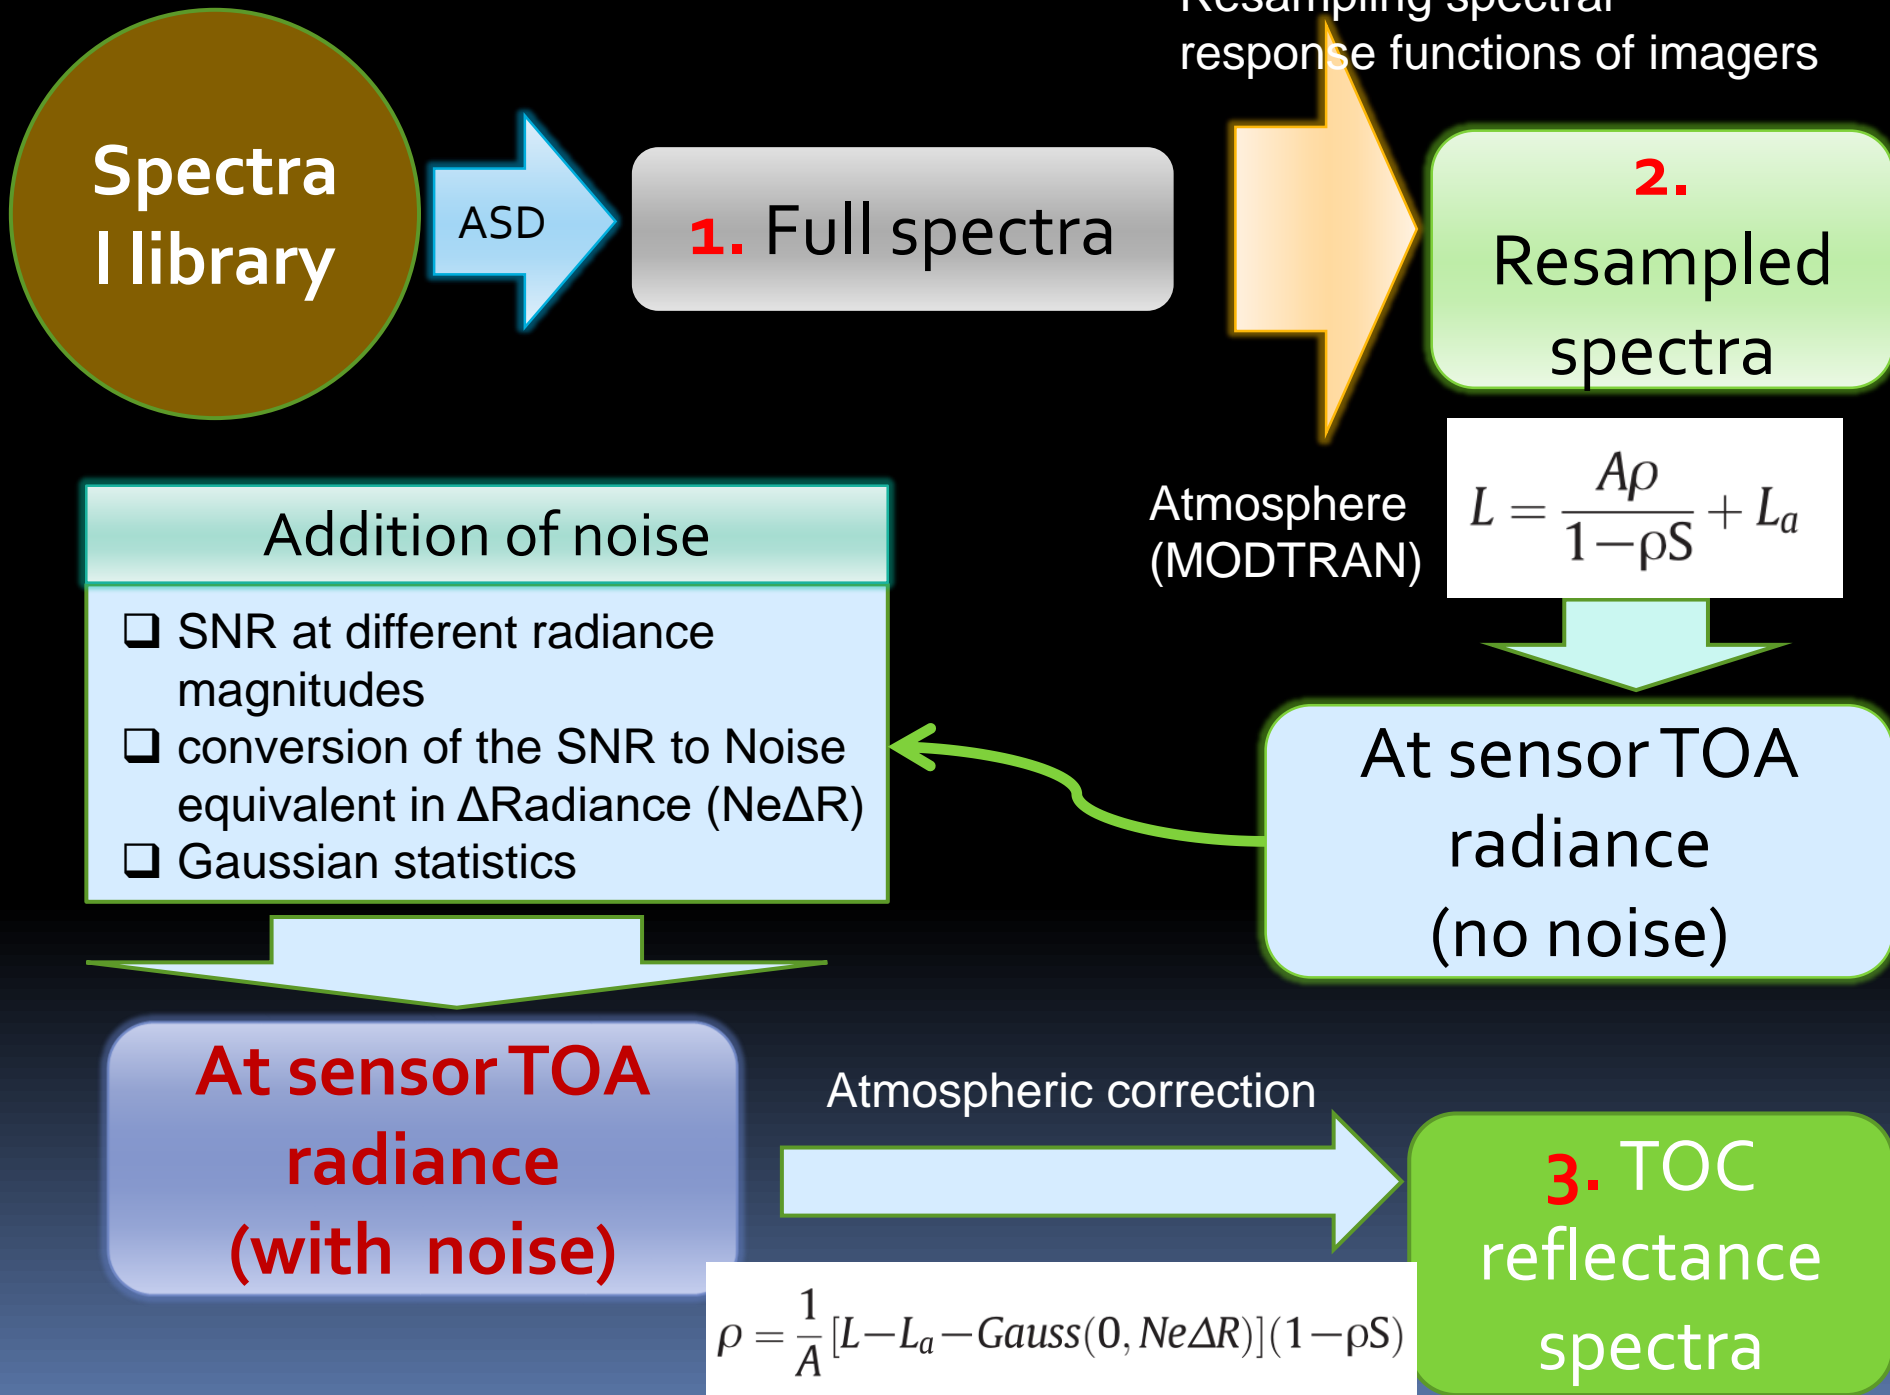 Resampling spectral
response functions of imagers
Spectra
l library
ASD
1. Full spectra
2.
Resampled
spectra
Atmosphere
(MODTRAN)
L = Aρ / (1−ρS) + Lₐ
Addition of noise
❑ SNR at different radiance
magnitudes
❑ conversion of the SNR to Noise
equivalent in ΔRadiance (NeΔR)
❑ Gaussian statistics
At sensor TOA
radiance
(no noise)
At sensor TOA
radiance
(with noise)
Atmospheric correction
ρ = 1/A [L−Lₐ−Gauss(0, NeΔR)](1−ρS)
3. TOC
reflectance
spectra